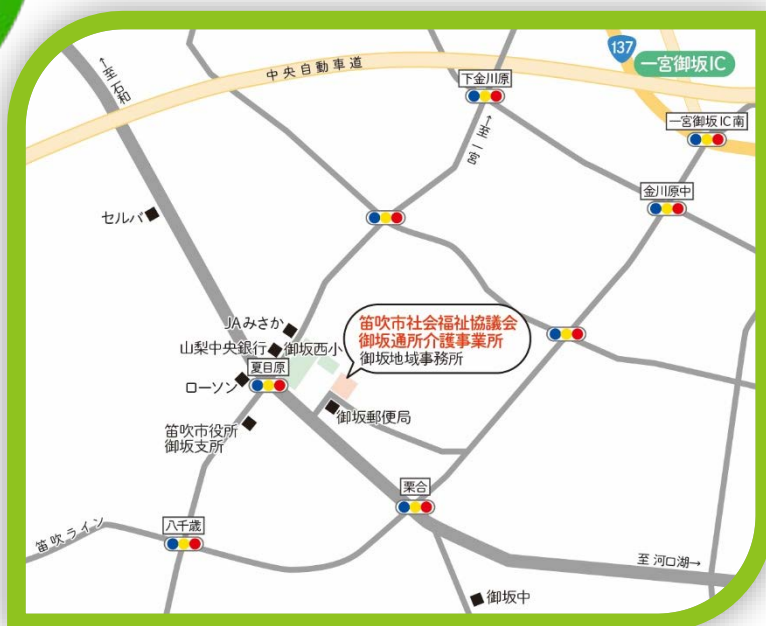 137
一宮御坂IC
中央自動車道
←至石和
下金川原
一宮御坂IC南
←至一宮
金川原中
セルバ
JAみさか
山梨中央銀行
御坂西小
笛吹市社会福祉協議会
御坂通所介護事業所
御坂地域事務所
夏目原
ローソン
御坂郵便局
笛吹市役所
御坂支所
栗合
八千歳
笛吹ライン
至 河口湖→
御坂中